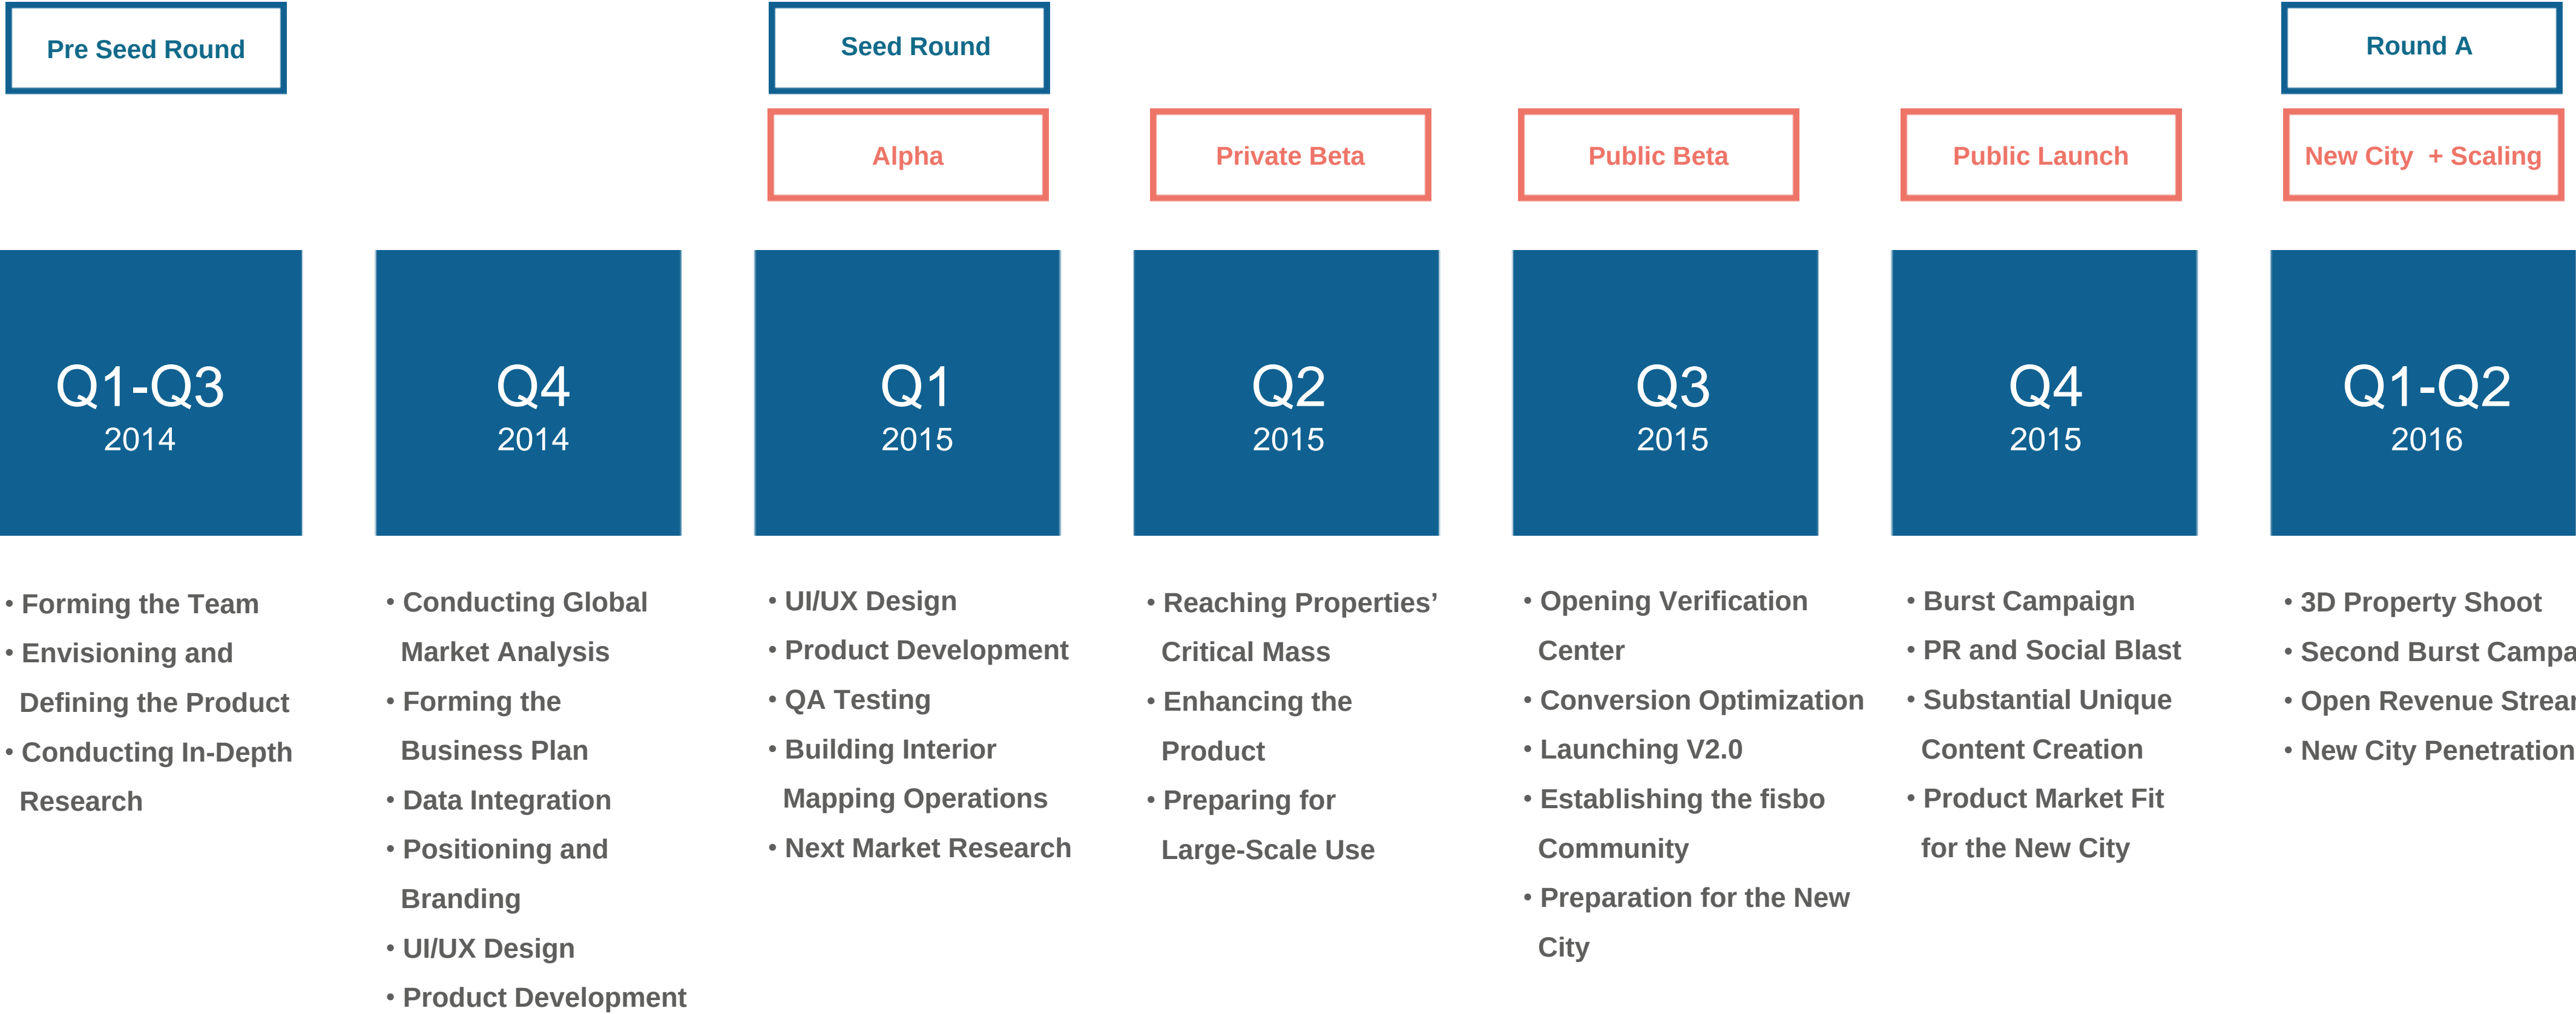 Pre Seed Round
Seed Round
Round A
Alpha
Private Beta
Public Beta
Public Launch
New City + Scaling
Q1-Q3
2014
Q4
2014
Q1
2015
Q2
2015
Q3
2015
Q4
2015
Q1-Q2
2016
• Forming the Team
• Envisioning and
Defining the Product
• Conducting In-Depth
Research
• Conducting Global
Market Analysis
• Forming the
Business Plan
• Data Integration
• Positioning and
Branding
• UI/UX Design
• Product Development
• UI/UX Design
• Product Development
• QA Testing
• Building Interior
Mapping Operations
• Next Market Research
• Reaching Properties’
Critical Mass
• Enhancing the
Product
• Preparing for
Large-Scale Use
• Opening Verification
Center
• Conversion Optimization
• Launching V2.0
• Establishing the fisbo
Community
• Preparation for the New
City
• Burst Campaign
• PR and Social Blast
• Substantial Unique
Content Creation
• Product Market Fit
for the New City
• 3D Property Shoot
• Second Burst
• Open Revenue
• New City Penetration